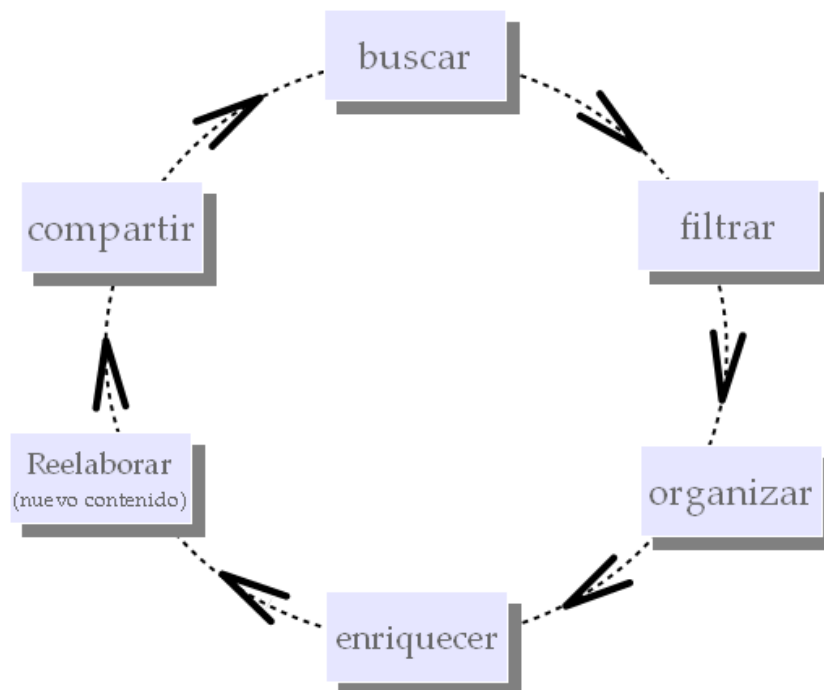 buscar
filtrar
organizar
enriquecer
Reelaborar
(nuevo contenido)
compartir